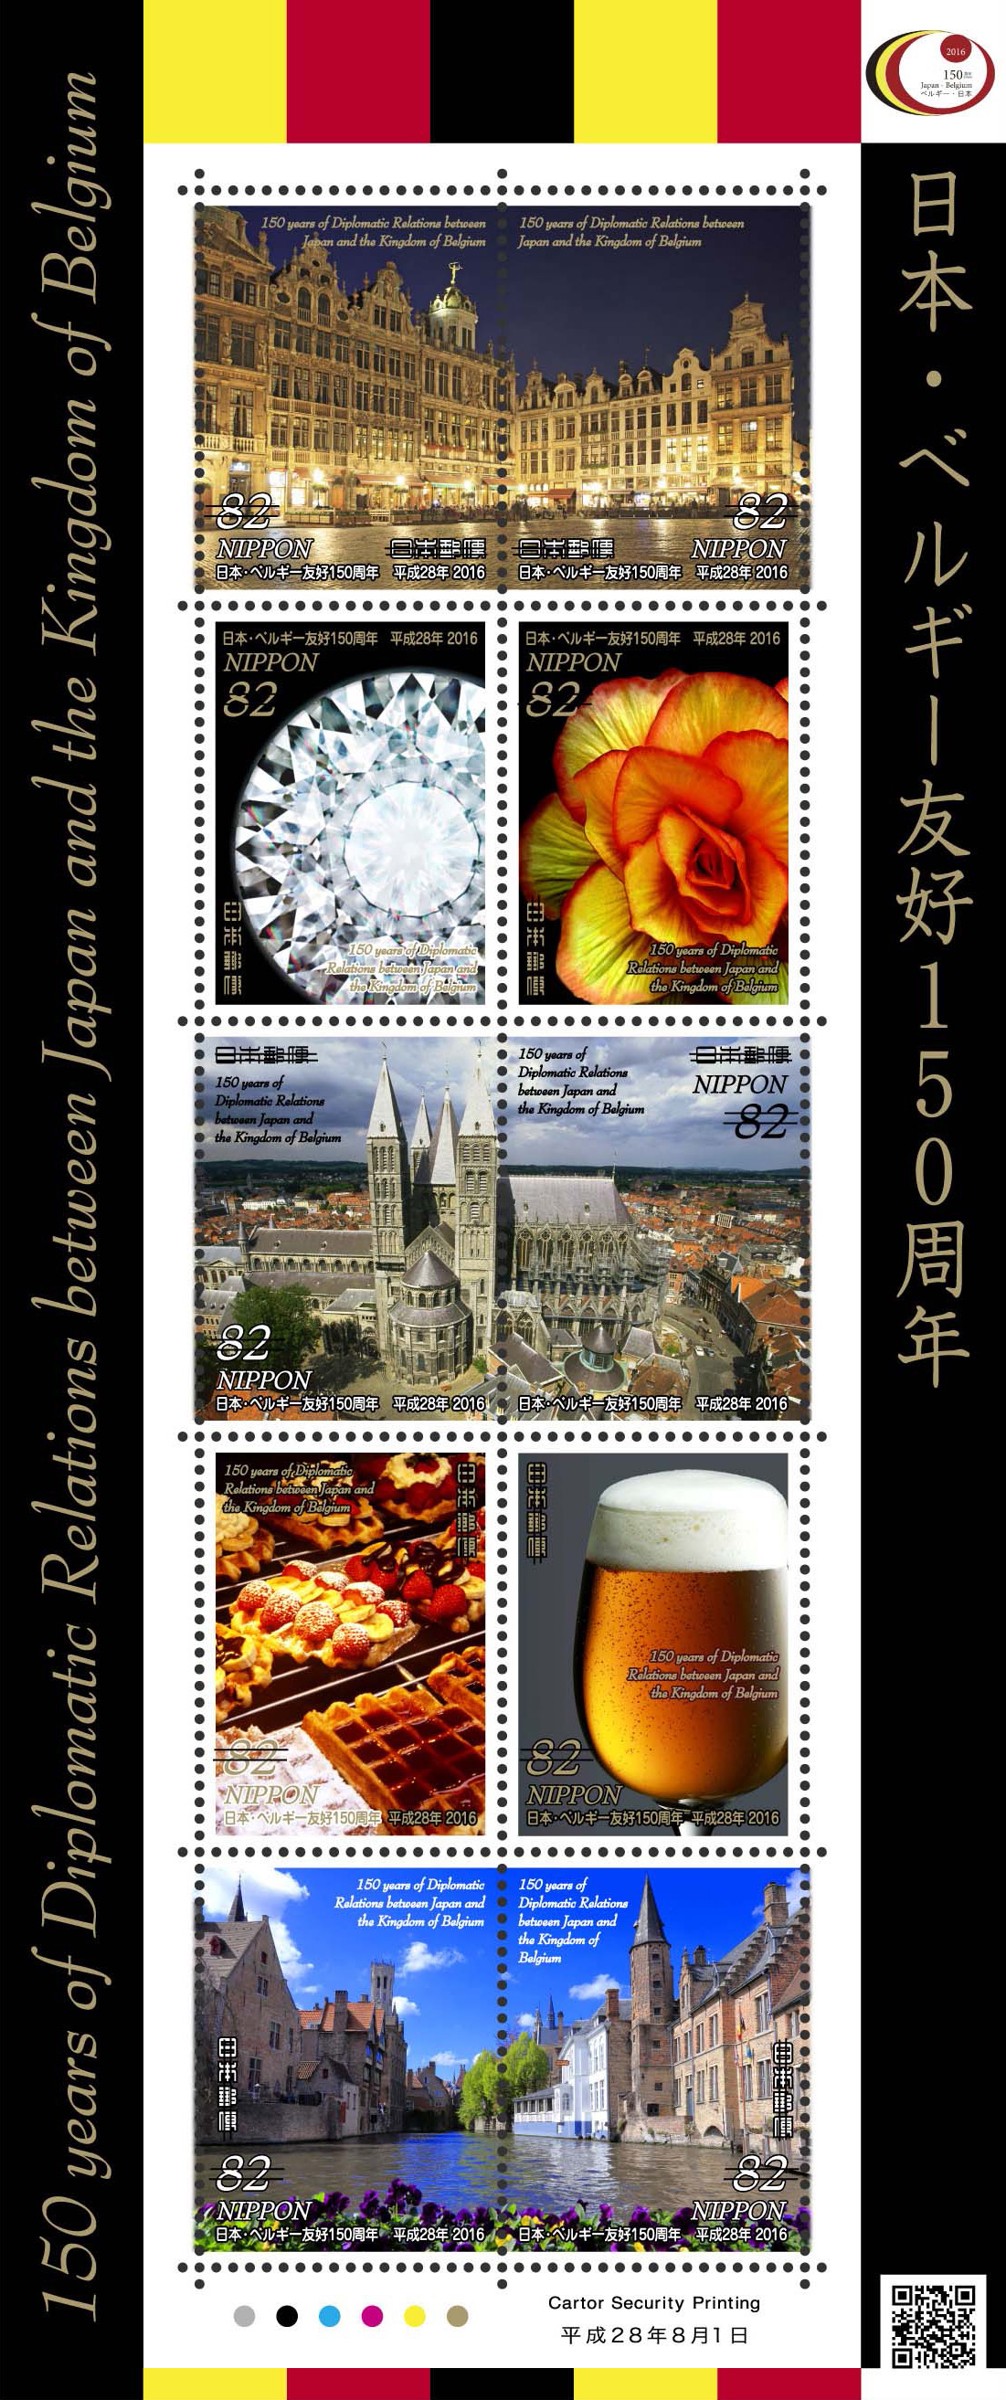 150 years of Diplomatic Relations between Japan and the Kingdom of Belgium
2016
150
Japan · Belgium
ベルギー · 日本
日本・ベルギー友好150周年
150 years of Diplomatic Relations between
Japan and the Kingdom of Belgium
82
NIPPON
日本郵便
日本・ベルギー友好150周年 平成28年 2016
150 years of Diplomatic Relations between
Japan and the Kingdom of Belgium
82
日本郵便
NIPPON
日本・ベルギー友好150周年 平成28年 2016
日本・ベルギー友好150周年 平成28年 2016
NIPPON
82
日本郵便
150 years of Diplomatic
Relations between Japan and
the Kingdom of Belgium
日本・ベルギー友好150周年 平成28年 2016
NIPPON
82
日本郵便
150 years of Diplomatic
Relations between Japan and
the Kingdom of Belgium
日本郵便
150 years of
Diplomatic Relations
between Japan and
the Kingdom of Belgium
82
NIPPON
日本・ベルギー友好150周年 平成28年 2016
150 years of
Diplomatic Relations
between Japan and
the Kingdom of Belgium
日本郵便
NIPPON
82
日本・ベルギー友好150周年 平成28年 2016
150 years of Diplomatic
Relations between Japan and
the Kingdom of Belgium
日本郵便
82
NIPPON
日本・ベルギー友好150周年 平成28年 2016
日本郵便
150 years of Diplomatic
Relations between Japan and
the Kingdom of Belgium
82
NIPPON
日本・ベルギー友好150周年 平成28年 2016
150 years of Diplomatic
Relations between Japan and
the Kingdom of Belgium
日本郵便
82
NIPPON
日本・ベルギー友好150周年 平成28年 2016
150 years of
Diplomatic Relations
between Japan and
the Kingdom of
Belgium
日本郵便
82
NIPPON
日本・ベルギー友好150周年 平成28年 2016
Cartor Security Printing
平成28年8月1日